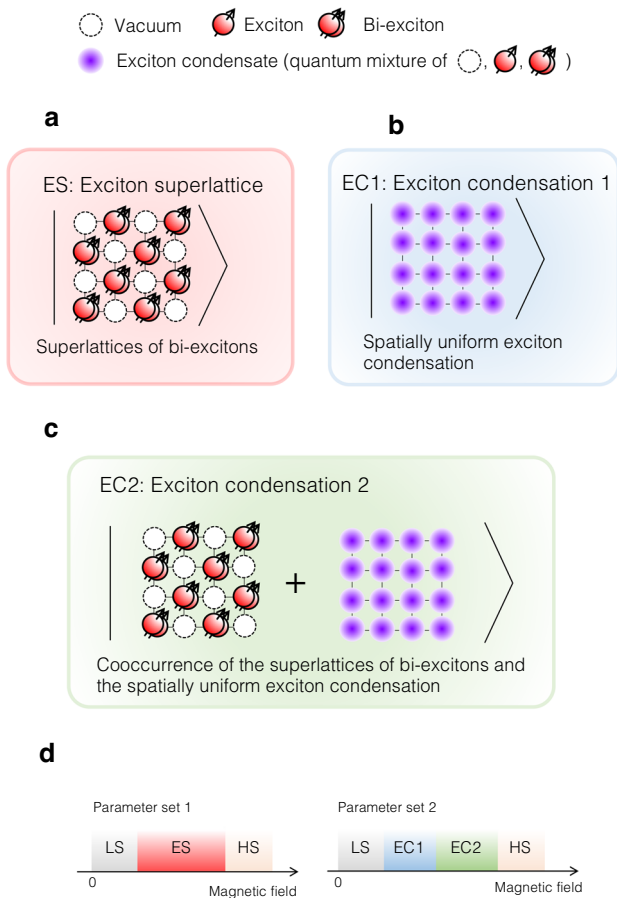 Vacuum Exciton Bi-exciton
Exciton condensate (quantum mixture of , , )
a
ES: Exciton superlattice
Superlattices of bi-excitons
b
EC1: Exciton condensation 1
Spatially uniform exciton
condensation
c
EC2: Exciton condensation 2
+
Cooccurrence of the superlattices of bi-excitons and
the spatially uniform exciton condensation
d
Parameter set 1
LS ES HS
0
Magnetic field
Parameter set 2
LS EC1 EC2 HS
0
Magnetic field